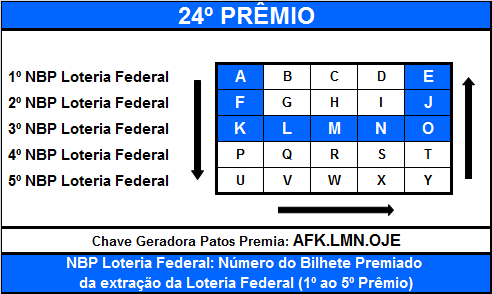 24º PRÊMIO
1º NBP Loteria Federal A B C D E
2º NBP Loteria Federal F G H I J
3º NBP Loteria Federal K L M N O
4º NBP Loteria Federal P Q R S T
5º NBP Loteria Federal U V W X Y
Chave Geradora Patos Premia: AFK.LMN.OJE
NBP Loteria Federal: Número do Bilhete Premiado
da extração da Loteria Federal (1º ao 5º Prêmio)